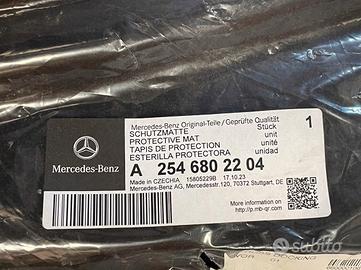 Mercedes-Benz Original-Teile/Geprüfte Qualität
SCHUTZMATTE Stück 1
PROTECTIVE MAT unit
TAPIS DE PROTECTION unité
ESTERILLA PROTECTORA unidad
Mercedes-Benz
A 254 680 22 04
Made in CZECHIA 15805229B 17.10.23
Mercedes-Benz AG, Mercedesstr.120, 70372 Stuttgart, DE
More information on
http://p.mb-qr.com
subito